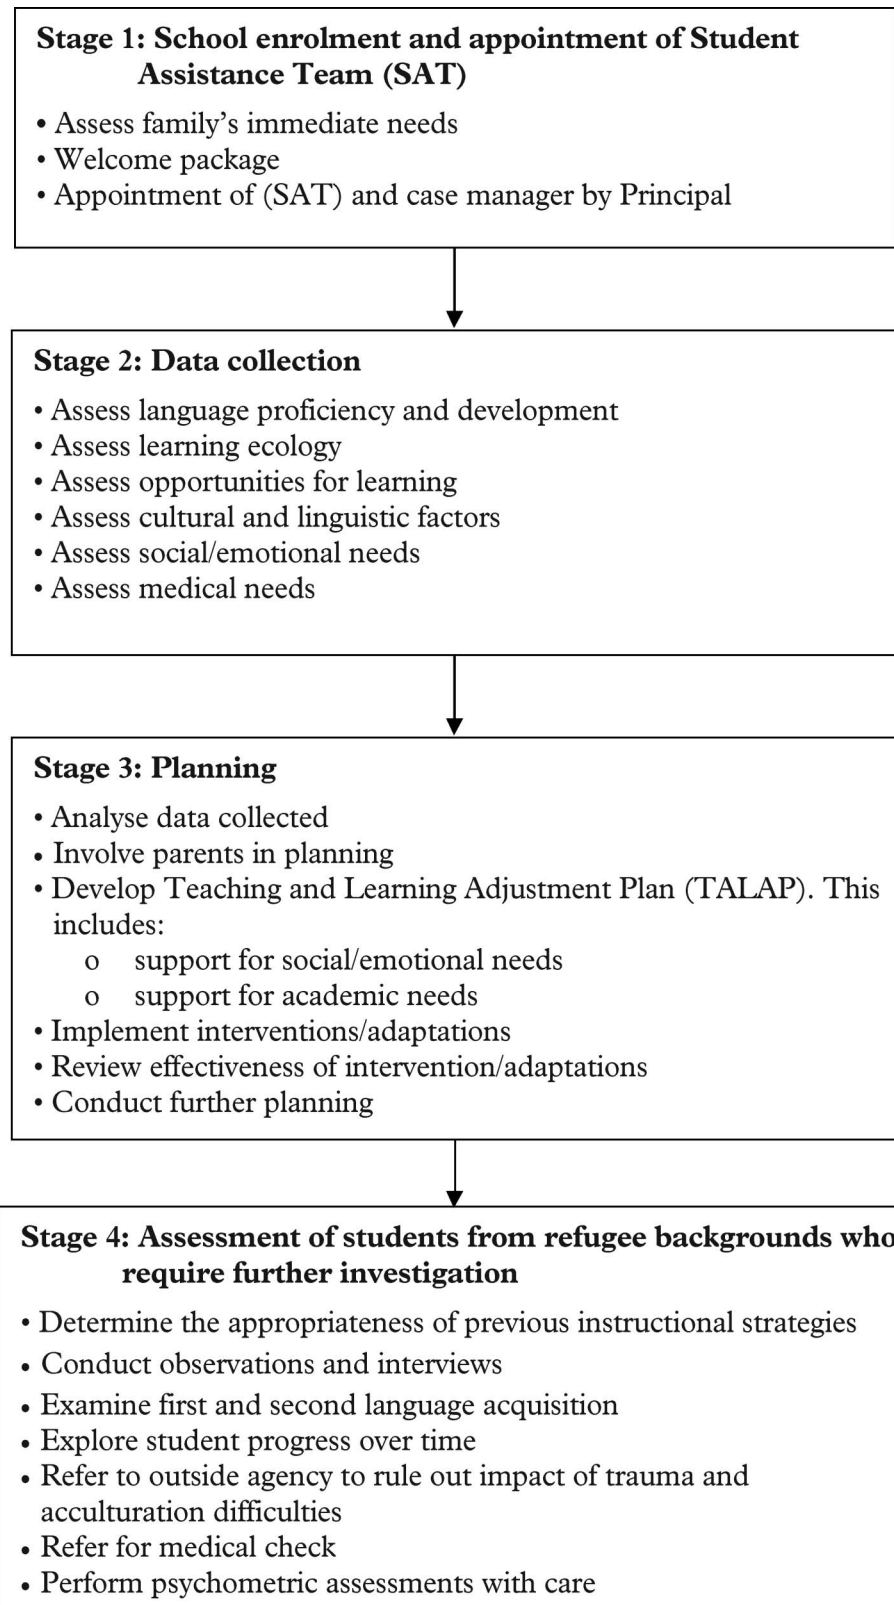 Stage 1: School enrolment and appointment of Student
Assistance Team (SAT)
• Assess family's immediate needs
• Welcome package
• Appointment of (SAT) and case manager by Principal
Stage 2: Data collection
• Assess language proficiency and development
• Assess learning ecology
• Assess opportunities for learning
• Assess cultural and linguistic factors
• Assess social/emotional needs
• Assess medical needs
Stage 3: Planning
• Analyse data collected
• Involve parents in planning
• Develop Teaching and Learning Adjustment Plan (TALAP). This
includes:
o support for social/emotional needs
o support for academic needs
• Implement interventions/adaptations
• Review effectiveness of intervention/adaptations
• Conduct further planning
Stage 4: Assessment of students from refugee backgrounds who
require further investigation
• Determine the appropriateness of previous instructional strategies
• Conduct observations and interviews
• Examine first and second language acquisition
• Explore student progress over time
• Refer to outside agency to rule out impact of trauma and
acculturation difficulties
• Refer for medical check
• Perform psychometric assessments with care